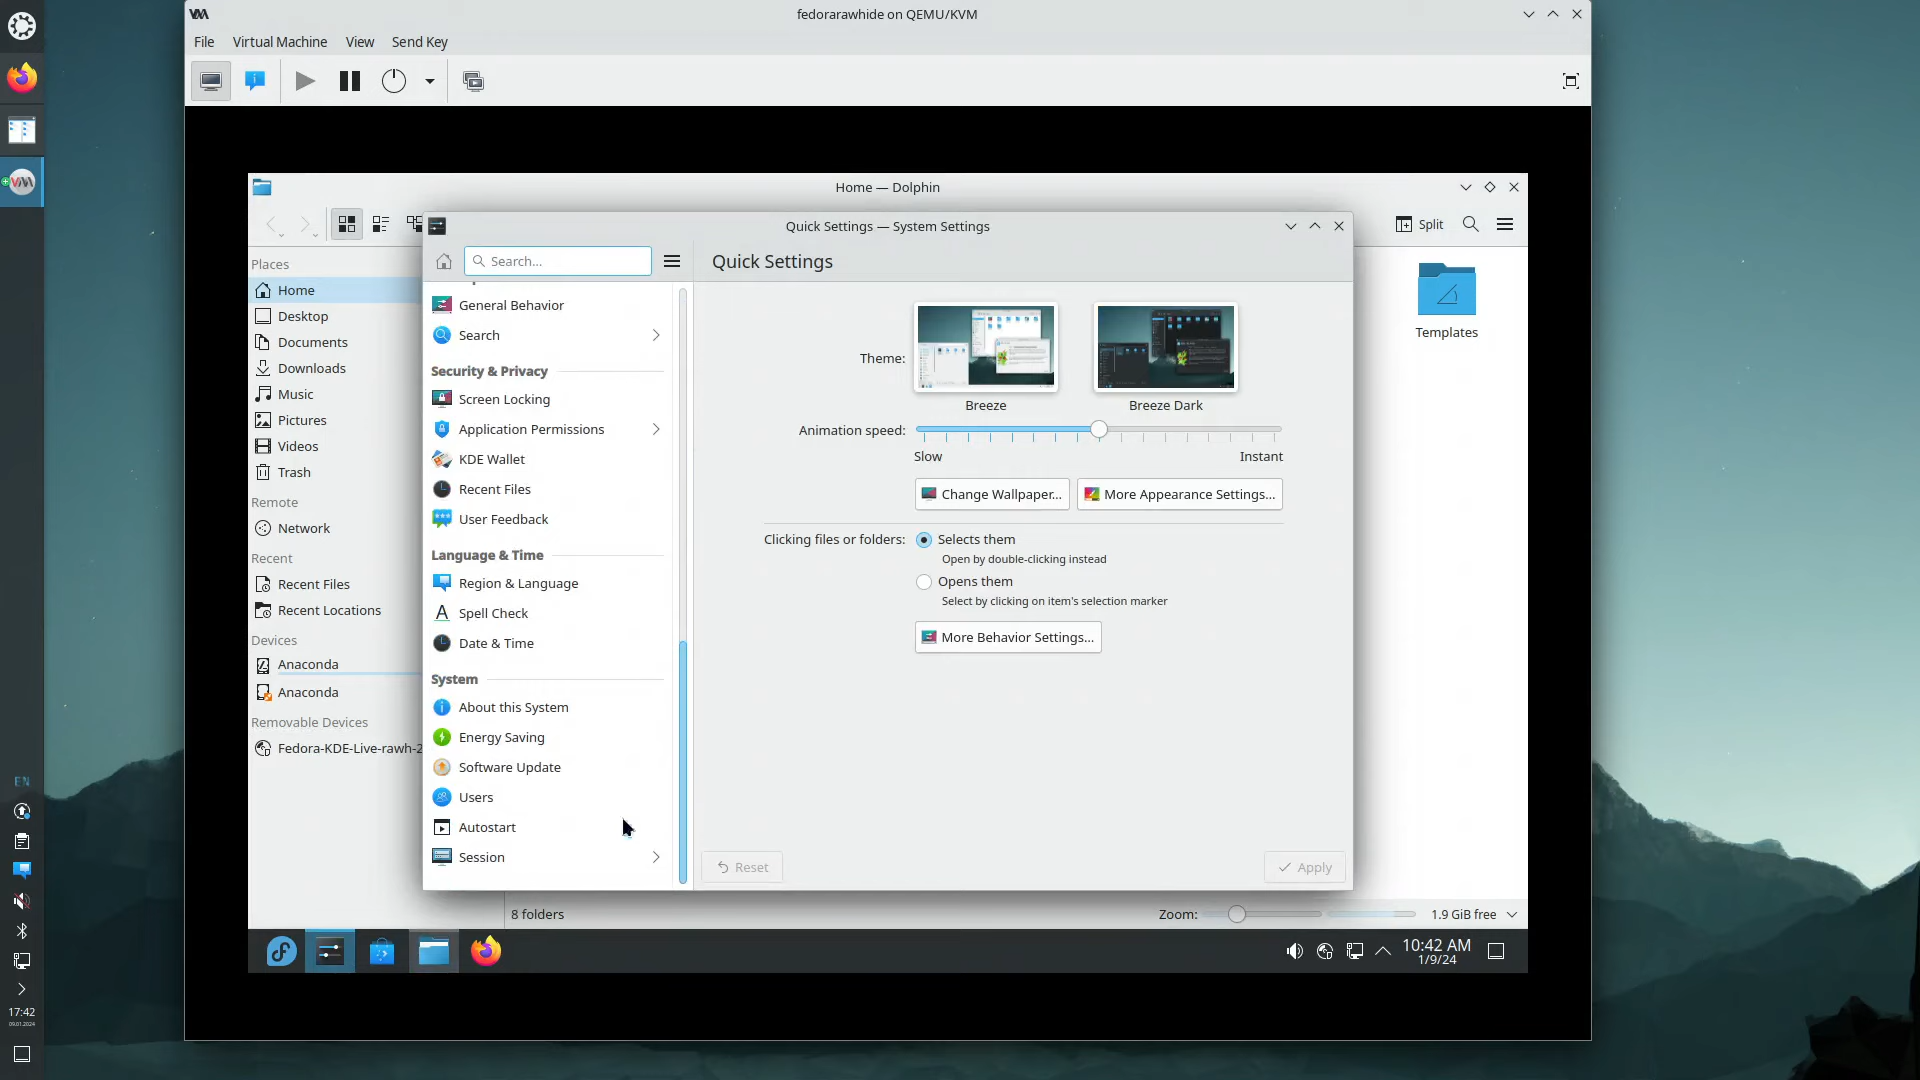 fedorarawhide on QEMU/KVM
File Virtual Machine View Send Key
Home — Dolphin
Split
Places
Home
Desktop
Documents
Downloads
Music
Pictures
Videos
Trash
Remote
Network
Recent
Recent Files
Recent Locations
Devices
Anaconda
Anaconda
Removable Devices
Fedora-KDE-Live-rawh-2
Quick Settings — System Settings
Search...
General Behavior
Search
Security & Privacy
Screen Locking
Application Permissions
KDE Wallet
Recent Files
User Feedback
Language & Time
Region & Language
Spell Check
Date & Time
System
About this System
Energy Saving
Software Update
Users
Autostart
Session
Quick Settings
Theme:
Breeze Breeze Dark
Animation speed:
Slow Instant
Change Wallpaper... More Appearance Settings...
Clicking files or folders: Selects them
Open by double-clicking instead
Opens them
Select by clicking on item's selection marker
More Behavior Settings...
Reset Apply
Templates
8 folders Zoom: 1.9 GiB free
10:42 AM
1/9/24
EN
17:42
09.01.2024